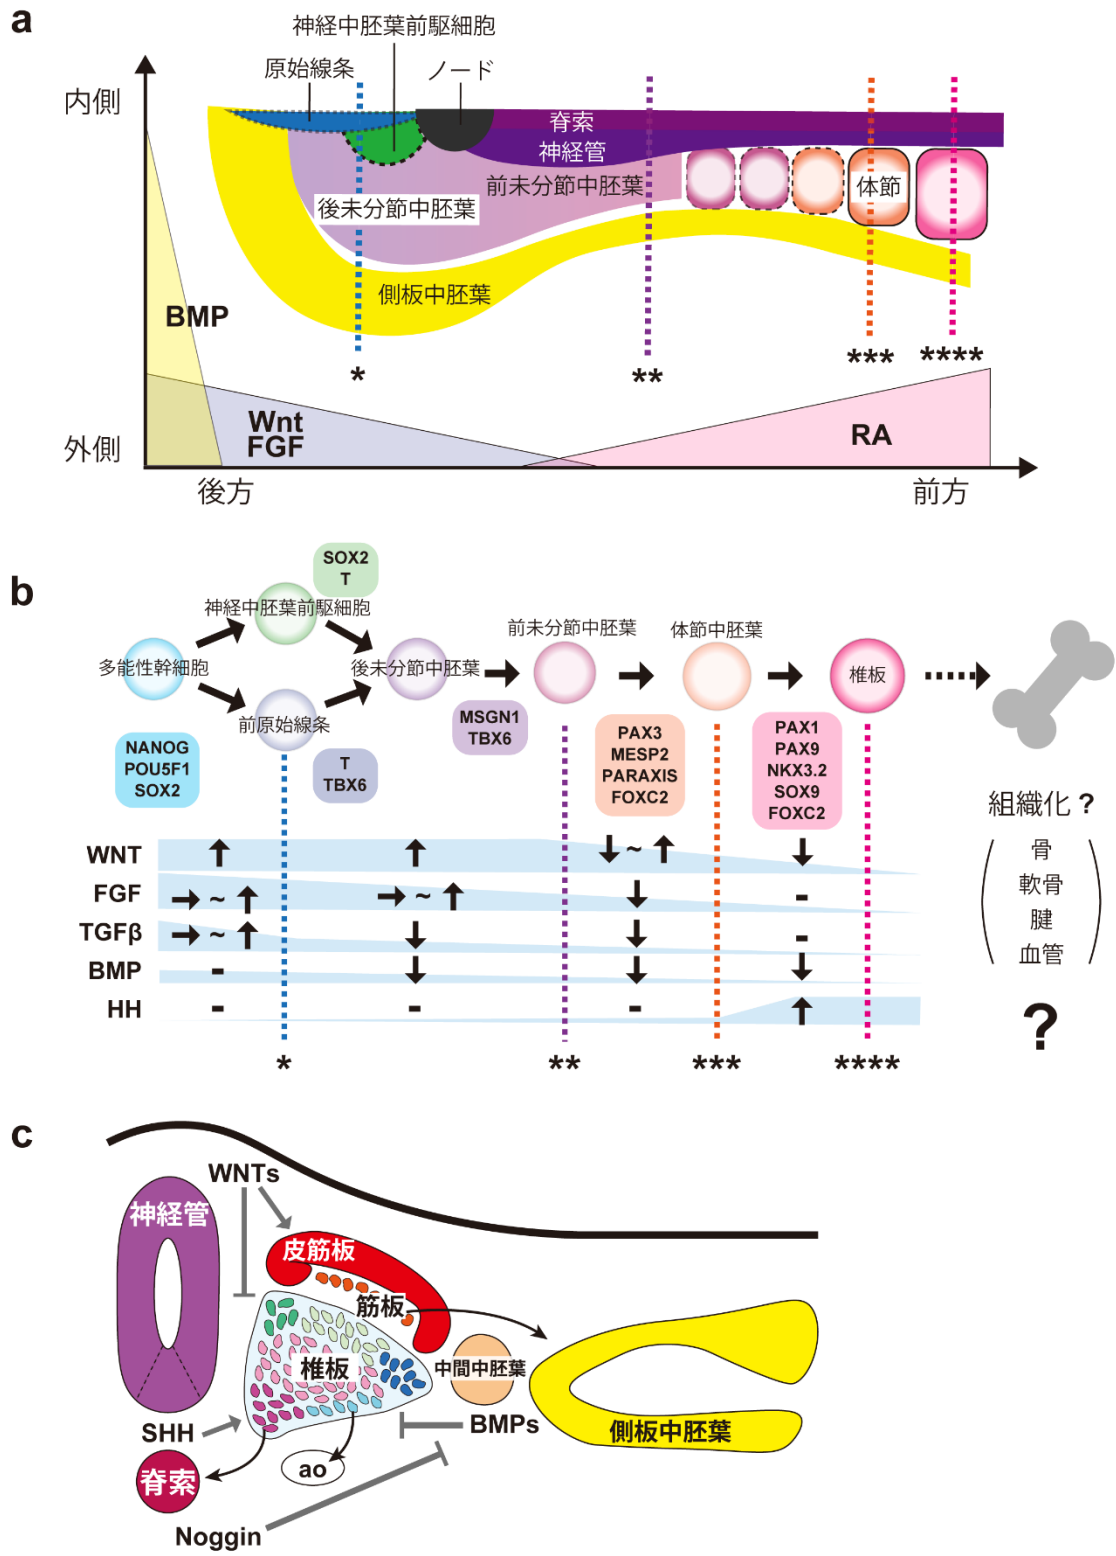 a
神経中胚葉前駆細胞
原始線条
ノード
内側
脊索
神経管
前未分節中胚葉
体節
後未分節中胚葉
側板中胚葉
BMP
*
**
***
****
Wnt
FGF
RA
外側
後方
前方
b
SOX2
T
神経中胚葉前駆細胞
多能性幹細胞
後未分節中胚葉
前未分節中胚葉
体節中胚葉
椎板
前原始線条
NANOG
POU5F1
SOX2
T
TBX6
MSGN1
TBX6
PAX3
MESP2
PARAXIS
FOXC2
PAX1
PAX9
NKX3.2
SOX9
FOXC2
組織化 ?
骨
軟骨
腱
血管
?
WNT ↑ ↑ ↓ ~ ↑ ↓
FGF → ~ ↑ → ~ ↑ ↓ -
TGFβ → ~ ↑ ↓ ↓ -
BMP - ↓ ↓ ↓
HH - - - ↑
* ** *** ****
c
WNTs
神経管
皮筋板
筋板
椎板
中間中胚葉
SHH
BMPs
側板中胚葉
脊索
ao
Noggin